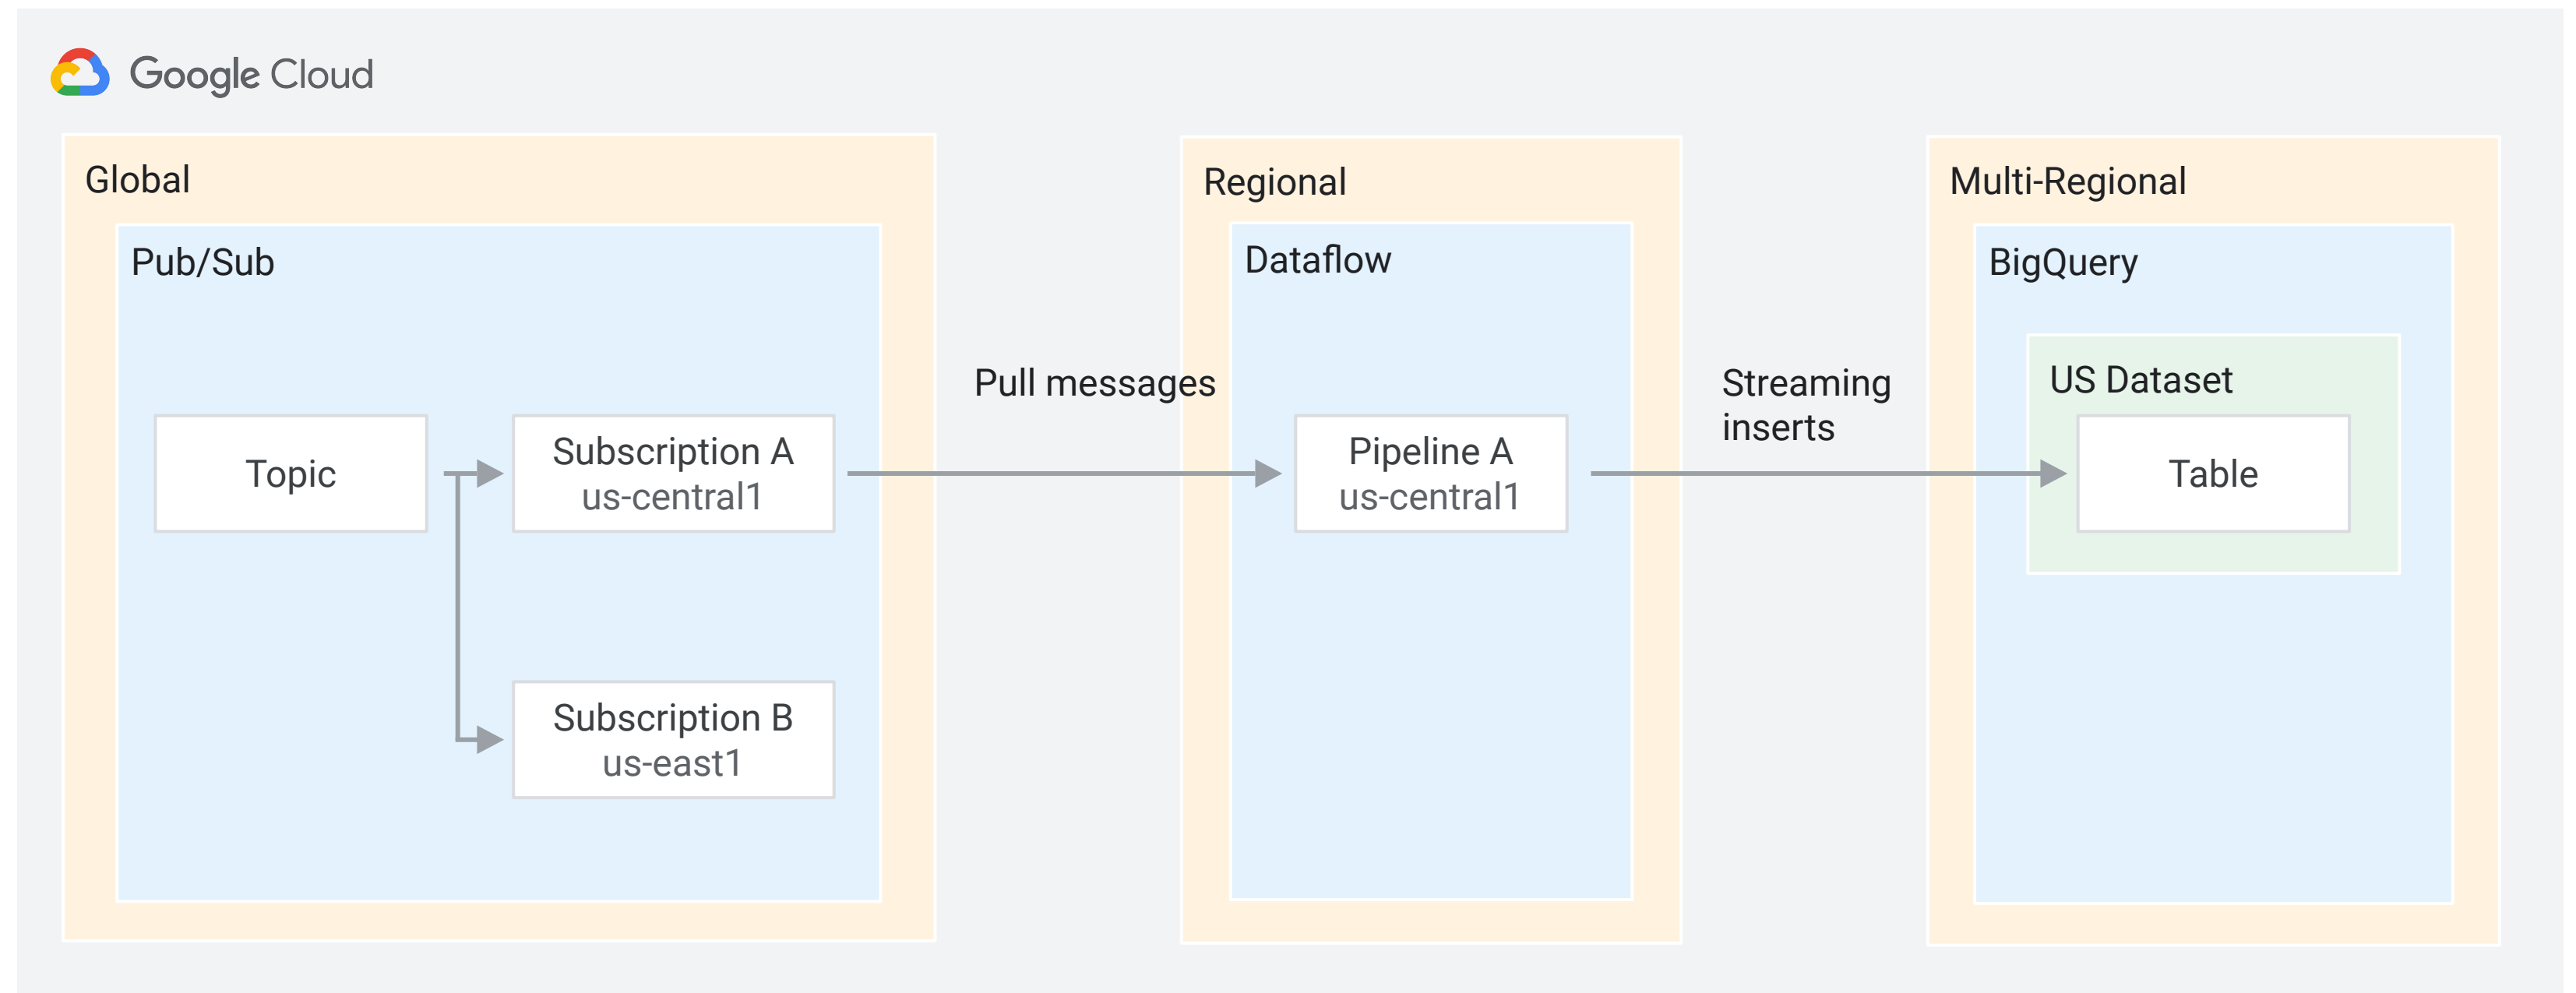 Google Cloud
Global
Pub/Sub
Topic
Subscription A
us-central1
Subscription B
us-east1
Pull messages
Regional
Dataflow
Pipeline A
us-central1
Streaming
inserts
Multi-Regional
BigQuery
US Dataset
Table